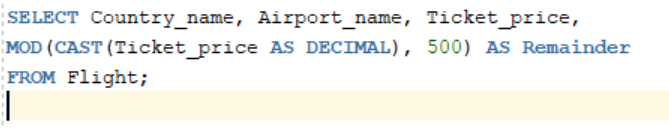 SELECT Country_name, Airport_name, Ticket_price,
MOD(CAST(Ticket_price AS DECIMAL), 500) AS Remainder
FROM Flight;